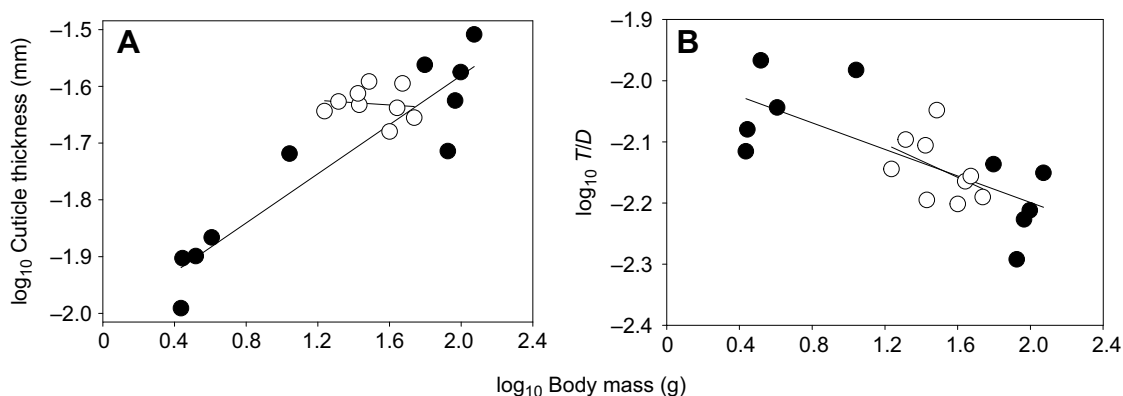 A
log10 Cuticle thickness (mm)
–1.5
–1.6
–1.7
–1.8
–1.9
–2.0
0 0.4 0.8 1.2 1.6 2.0 2.4
B
log10 T/D
–1.9
–2.0
–2.1
–2.2
–2.3
–2.4
0 0.4 0.8 1.2 1.6 2.0 2.4
log10 Body mass (g)